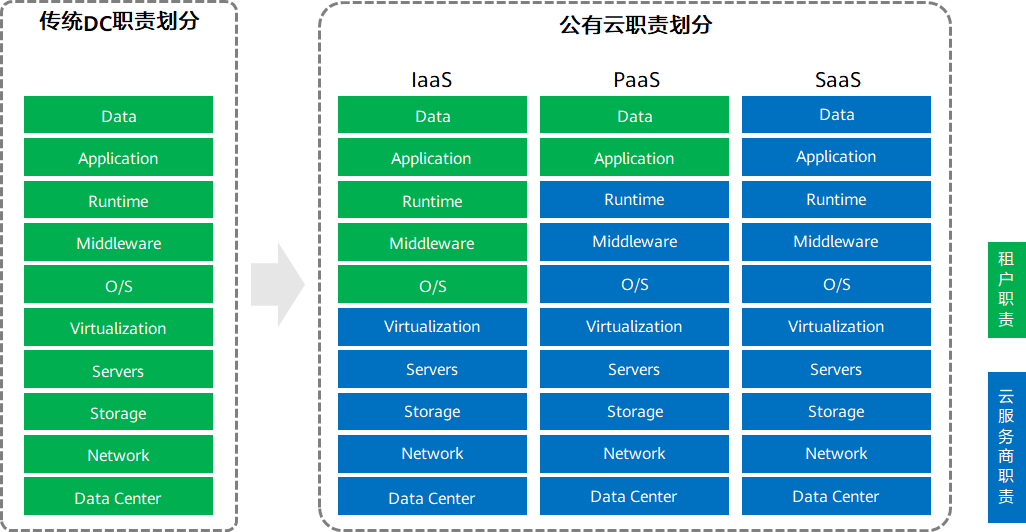 传统DC职责划分
Data
Application
Runtime
Middleware
O/S
Virtualization
Servers
Storage
Network
Data Center
公有云职责划分
IaaS
Data
Application
Runtime
Middleware
O/S
Virtualization
Servers
Storage
Network
Data Center
PaaS
Data
Application
Runtime
Middleware
O/S
Virtualization
Servers
Storage
Network
Data Center
SaaS
Data
Application
Runtime
Middleware
O/S
Virtualization
Servers
Storage
Network
Data Center
租户职责
云服务商职责